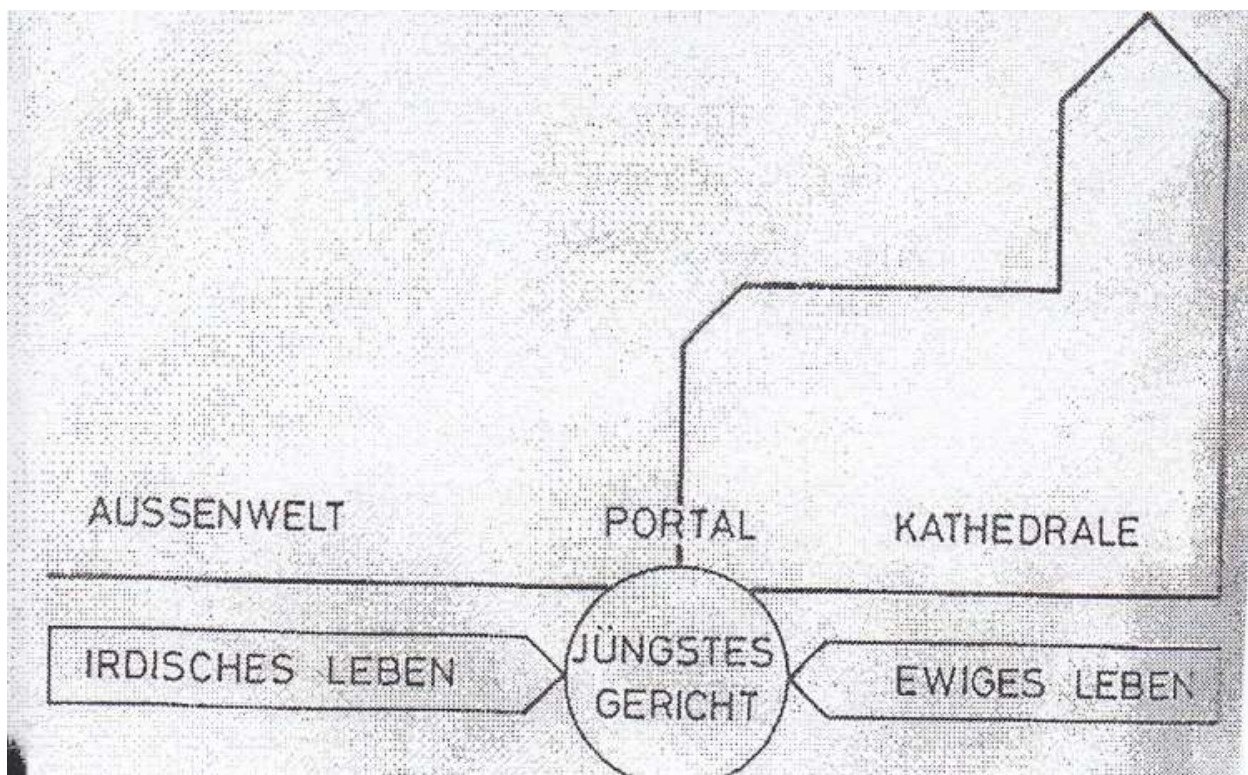 AUSSENWELT
PORTAL
KATHEDRALE
IRDISCHES LEBEN
JÜNGSTES
GERICHT
EWIGES LEBEN